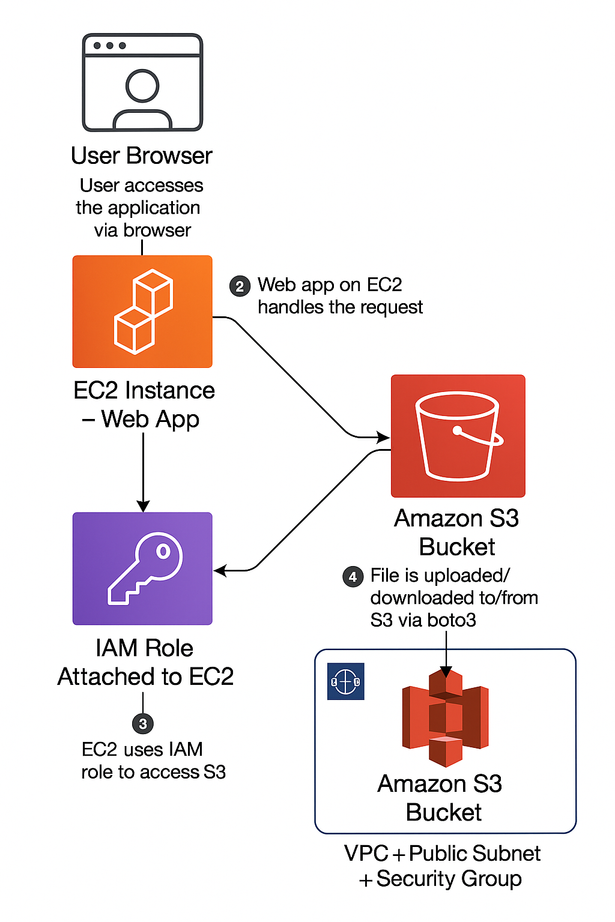 User Browser
User accesses
the application
via browser
2 Web app on EC2
handles the request
EC2 Instance
– Web App
Amazon S3
Bucket
4 File is uploaded/
downloaded to/from
S3 via boto3
IAM Role
Attached to EC2
3
EC2 uses IAM
role to access S3
Amazon S3
Bucket
VPC + Public Subnet
+ Security Group